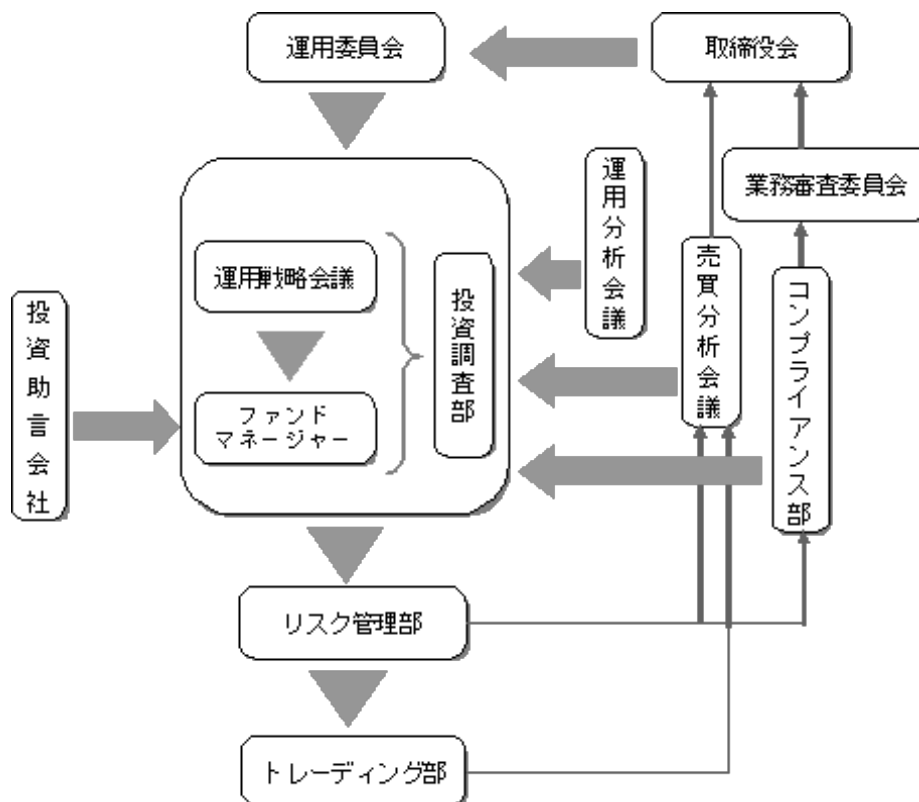 運用委員会
取締役会
運用分析会議
業務審査委員会
運用戦略会議
投資調査部
売買分析会議
コンプライアンス部
投資助言会社
ファンド
マネージャー
リスク管理部
トレーディング部